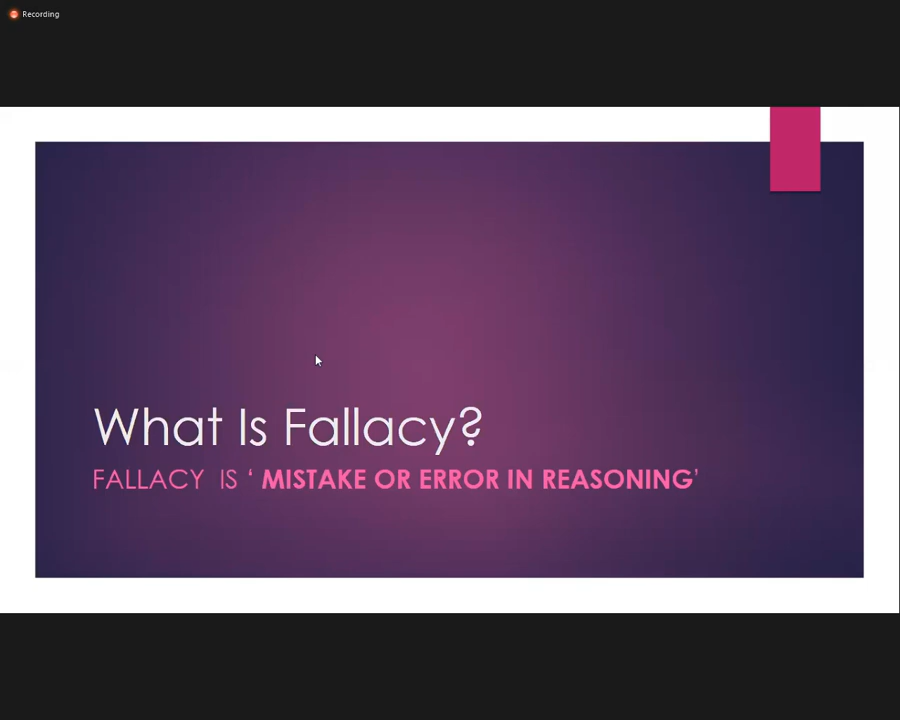 Recording
What Is Fallacy?
FALLACY IS ‘ MISTAKE OR ERROR IN REASONING’